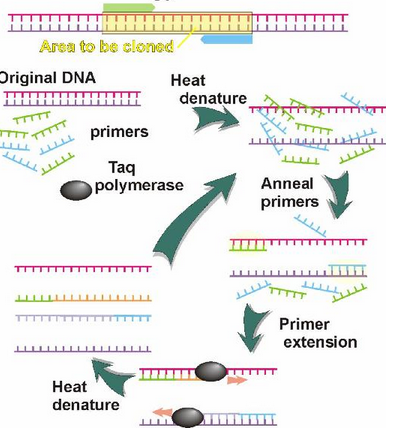 Area to be cloned
Original DNA
Heat
denature
primers
Taq
polymerase
Anneal
primers
Primer
extension
Heat
denature